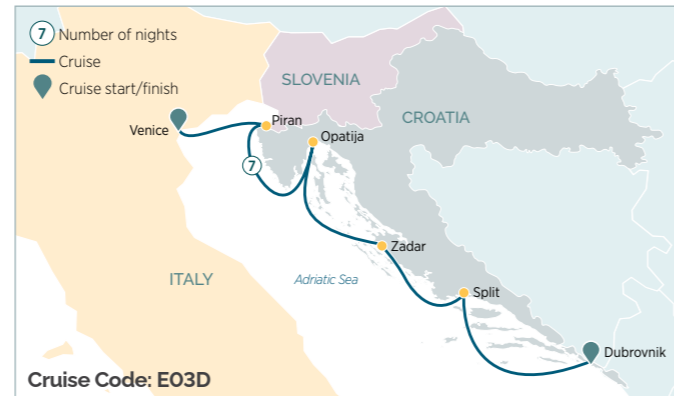 7 Number of nights
Cruise
Cruise start/finish
SLOVENIA
CROATIA
Venice
Piran
Opatija
7
Zadar
ITALY
Adriatic Sea
Split
Dubrovnik
Cruise Code: E03D